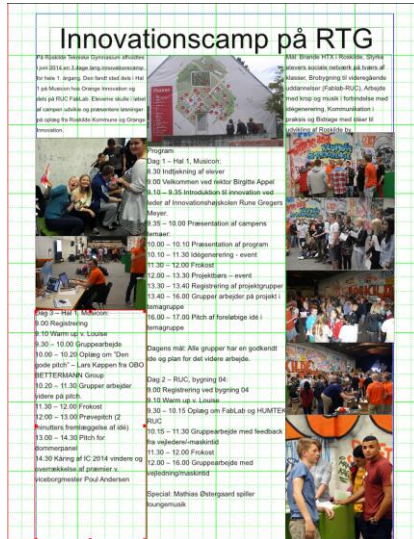 Innovationscamp på RTG
På Roskilde Tekniske Gymnasium afholdtes
i juni 2014 en 3 dage lang innovationscamp
for hele 1. årgang. Den fandt sted dels i Hal
1 på Musicon hos Orange Innovation og
dels på RUC FabLab. Eleverne skulle i løbet
af campen udvikle og præsentere løsninger
på oplæg fra Roskilde Kommune og Orange
Innovation.
Mål: Brande HTX i Roskilde, Styrke
elevers sociale netværk på tværs af
klasser, Brobygning til videregående
uddannelser (Fablab-RUC), Arbejde
med krop og musik i forbindelse med
idégenerering, Kommunikation i
praksis og Bidrage med idéer til
udvikling af Roskilde by.
Program
Dag 1 – Hal 1, Musicon:
8.30 Indtjekning af elever
9.00 Velkommen ved rektor Birgitte Appel
9.10 – 9.35 Introduktion til innovation ved
leder af Innovationshøjskolen Rune Gregers
Meyer.
9.35 – 10.00 Præsentation af campens
temaer:
10.00 – 10.10 Præsentation af program
10.10 – 11.30 Idégenerering - event
11.30 – 12.00 Frokost
12.00 – 13.30 Projektbørs – event
13.30 – 13.40 Registrering af projektgrupper
13.40 – 16.00 Grupper arbejder på projekt i
temagruppe
16.00 – 17.00 Pitch af foreløbige idé i
temagruppe
Dagens mål: Alle grupper har en godkendt
ide og plan for det videre arbejde.
Dag 2 – RUC, bygning 04:
9.00 Registrering ved bygning 04
9.10 Warm up v. Louise
9.30 – 10.15 Oplæg om FabLab og HUMTEK
RUC
10.15 – 11.30 Gruppearbejde med feedback
fra vejledere/-maskintid
11.30 – 12.00 Frokost
12.00 – 16.00 Gruppearbejde med
vejledning/maskintid
Special: Mathias Østergaard spiller
loungemusik
Dag 3 – Hal 1, Musicon:
9.00 Registrering
9.10 Warm up v. Louise
9.30 – 10.00 Gruppearbejde
10.00 – 10.20 Oplæg om "Den
gode pitch" – Lars Keppen fra OBO
BETTERMANN Group
10.20 – 11.30 Grupper arbejder
videre på pitch.
11.30 – 12.00 Frokost
12.00 – 13.00 Prøvepitch (2
minutters fremlæggelse af idé)
13.00 – 14.30 Pitch for
dommerpanel
14.30 Kåring af IC 2014 vindere og
overrækkelse af præmier v.
viceborgmester Poul Andersen